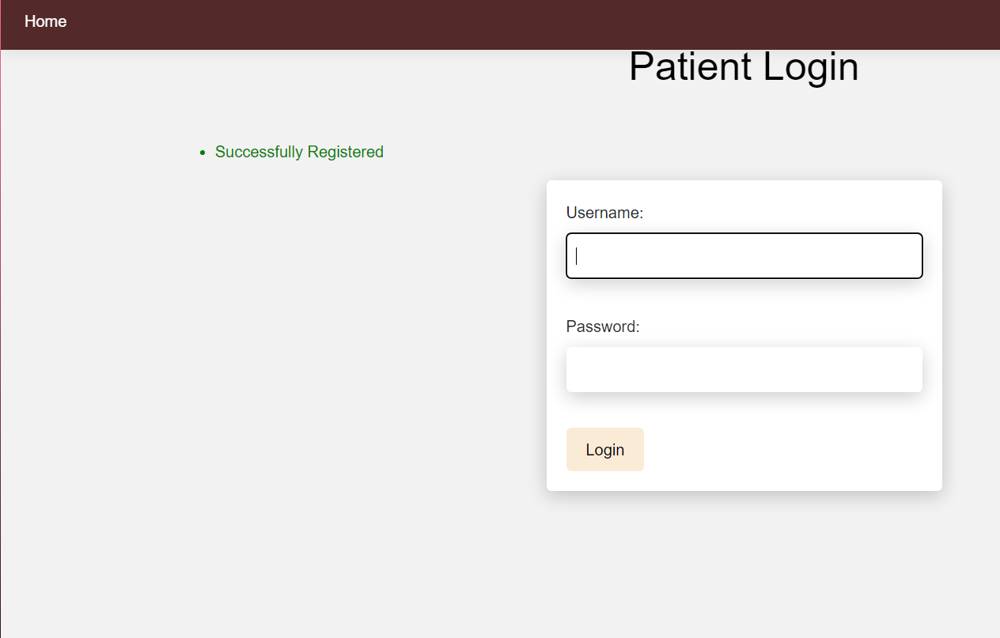 Home
Patient Login
Successfully Registered
Username:
Password:
Login